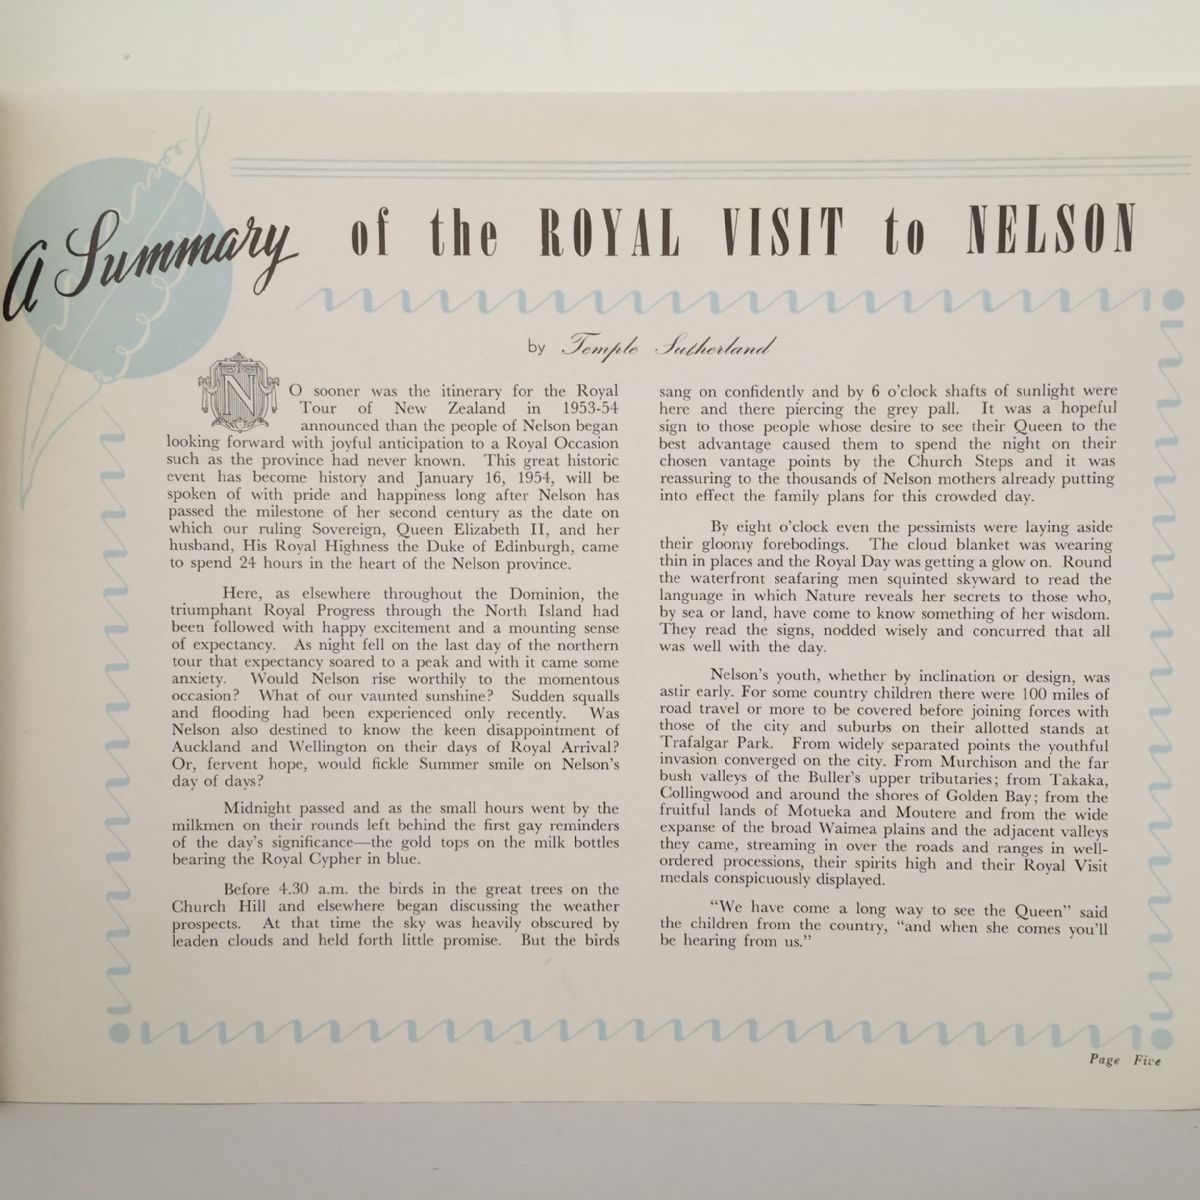 A Summary of the ROYAL VISIT to NELSON
by Temple Sutherland
NO sooner was the itinerary for the Royal
Tour of New Zealand in 1953-54
announced than the people of Nelson began
looking forward with joyful anticipation to a Royal Occasion
such as the province had never known. This great historic
event has become history and January 16, 1954, will be
spoken of with pride and happiness long after Nelson has
passed the milestone of her second century as the date on
which our ruling Sovereign, Queen Elizabeth II, and her
husband, His Royal Highness the Duke of Edinburgh, came
to spend 24 hours in the heart of the Nelson province.
Here, as elsewhere throughout the Dominion, the
triumphant Royal Progress through the North Island had
been followed with happy excitement and a mounting sense
of expectancy. As night fell on the last day of the northern
tour that expectancy soared to a peak and with it came some
anxiety. Would Nelson rise worthily to the momentous
occasion? What of our vaunted sunshine? Sudden squalls
and flooding had been experienced only recently. Was
Nelson also destined to know the keen disappointment of
Auckland and Wellington on their days of Royal Arrival?
Or, fervent hope, would fickle Summer smile on Nelson's
day of days?
Midnight passed and as the small hours went by the
milkmen on their rounds left behind the first gay reminders
of the day's significance—the gold tops on the milk bottles
bearing the Royal Cypher in blue.
Before 4.30 a.m. the birds in the great trees on the
Church Hill and elsewhere began discussing the weather
prospects. At that time the sky was heavily obscured by
leaden clouds and held forth little promise. But the birds
sang on confidently and by 6 o'clock shafts of sunlight were
here and there piercing the grey pall. It was a hopeful
sign to those people whose desire to see their Queen to the
best advantage caused them to spend the night on their
chosen vantage points by the Church Steps and it was
reassuring to the thousands of Nelson mothers already putting
into effect the family plans for this crowded day.
By eight o'clock even the pessimists were laying aside
their gloomy forebodings. The cloud blanket was wearing
thin in places and the Royal Day was getting a glow on. Round
the waterfront seafaring men squinted skyward to read the
language in which Nature reveals her secrets to those who,
by sea or land, have come to know something of her wisdom.
They read the signs, nodded wisely and concurred that all
was well with the day.
Nelson's youth, whether by inclination or design, was
astir early. For some country children there were 100 miles of
road travel or more to be covered before joining forces with
those of the city and suburbs on their allotted stands at
Trafalgar Park. From widely separated points the youthful
invasion converged on the city. From Murchison and the far
bush valleys of the Buller's upper tributaries; from Takaka,
Collingwood and around the shores of Golden Bay; from the
fruitful lands of Motueka and Moutere and from the wide
expanse of the broad Waimea plains and the adjacent valleys
they came, streaming in over the roads and ranges in well-
ordered processions, their spirits high and their Royal Visit
medals conspicuously displayed.
"We have come a long way to see the Queen" said
the children from the country, "and when she comes you'll
be hearing from us."
Page Five